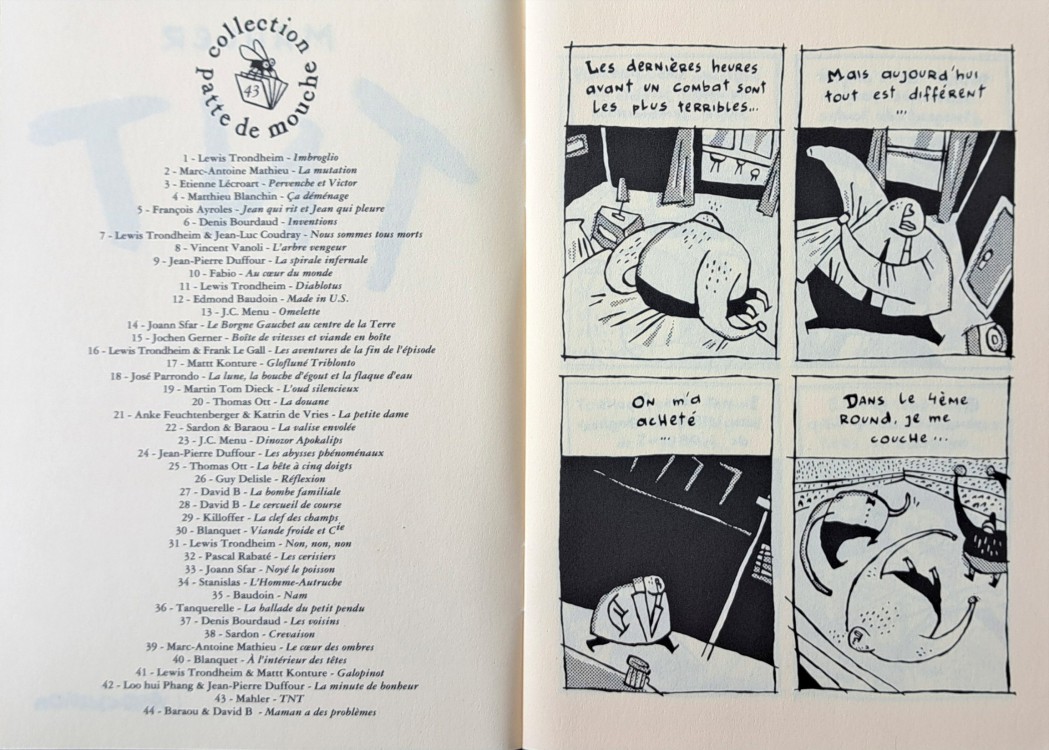 collection
patte de mouche
43
1 - Lewis Trondheim - Imbroglio
2 - Marc-Antoine Mathieu - La mutation
3 - Etienne Lécroart - Pervenche et Victor
4 - Matthieu Blanchin - Ça déménage
5 - François Ayroles - Jean qui rit et Jean qui pleure
6 - Denis Bourdaud - Inventions
7 - Lewis Trondheim & Jean-Luc Coudray - Nous sommes tous morts
8 - Vincent Vanoli - L'arbre vengeur
9 - Jean-Pierre Duffour - La spirale infernale
10 - Fabio - Au cœur du monde
11 - Lewis Trondheim - Diablotus
12 - Edmond Baudoin - Made in U.S.
13 - J.C. Menu - Omelette
14 - Joann Sfar - Le Borgne Gauchet au centre de la Terre
15 - Jochen Gerner - Boîte de vitesses et viande en boîte
16 - Lewis Trondheim & Frank Le Gall - Les aventures de la fin de l'épisode
17 - Mattt Konture - Glofluné Triblonto
18 - José Parrondo - La lune, la bouche d'égout et la flaque d'eau
19 - Martin Tom Dieck - L'oud silencieux
20 - Thomas Ott - La douane
21 - Anke Feuchtenberger & Katrin de Vries - La petite dame
22 - Sardon & Baraou - La valise envolée
23 - J.C. Menu - Dinozor Apokalips
24 - Jean-Pierre Duffour - Les abysses phénoménaux
25 - Thomas Ott - La bête à cinq doigts
26 - Guy Delisle - Réflexion
27 - David B - La bombe familiale
28 - David B - Le cercueil de course
29 - Killoffer - La clef des champs
30 - Blanquet - Viande froide et Cie
31 - Lewis Trondheim - Non, non, non
32 - Pascal Rabaté - Les cerisiers
33 - Joann Sfar - Noyé le poisson
34 - Stanislas - L'Homme-Autruche
35 - Baudoin - Nam
36 - Tanquerelle - La ballade du petit pendu
37 - Denis Bourdaud - Les voisins
38 - Sardon - Crevaison
39 - Marc-Antoine Mathieu - Le cœur des ombres
40 - Blanquet - À l'intérieur des têtes
41 - Lewis Trondheim & Mattt Konture - Galopinot
42 - Loo hui Phang & Jean-Pierre Duffour - La minute de bonheur
43 - Mahler - TNT
44 - Baraou & David B - Maman a des problèmes
Les dernières heures
avant un combat sont
les plus terribles...
Mais aujourd'hui
tout est différent
...
On m'a
acheté
...
Dans le 4ème
round, je me
couche...